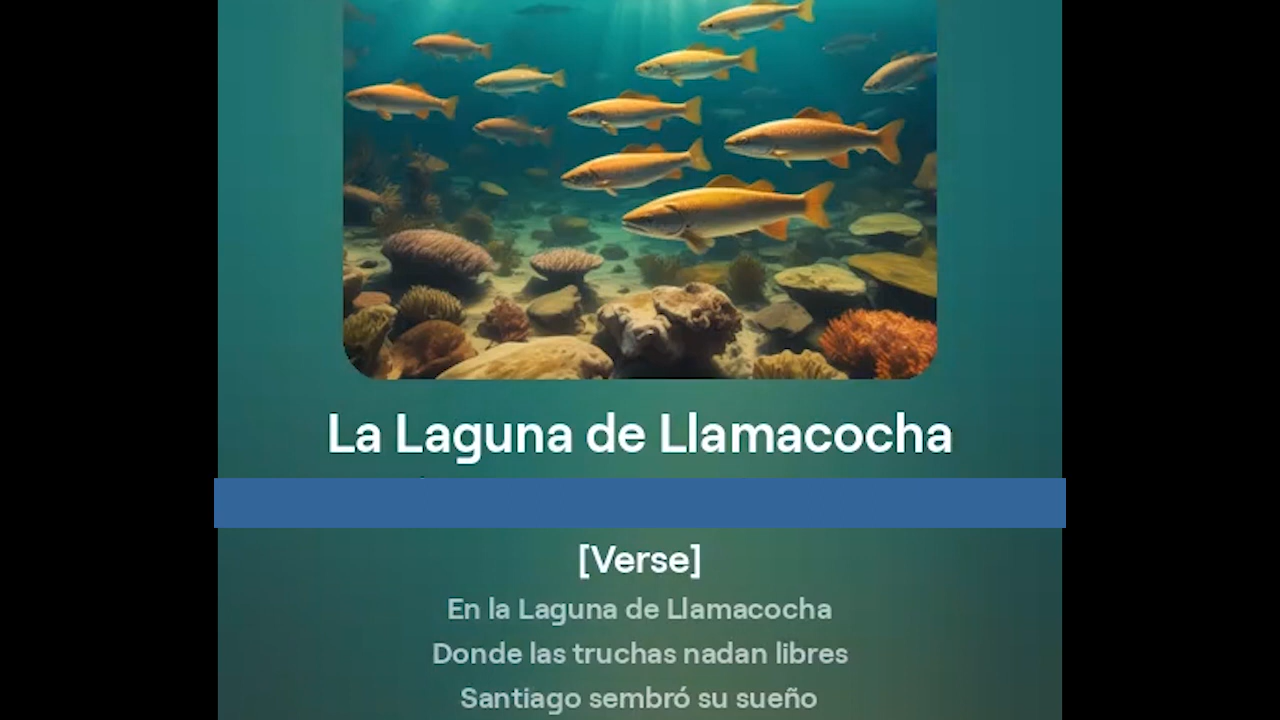 La Laguna de Llamacocha
[Verse]
En la Laguna de Llamacocha
Donde las truchas nadan libres
Santiago sembró su sueño